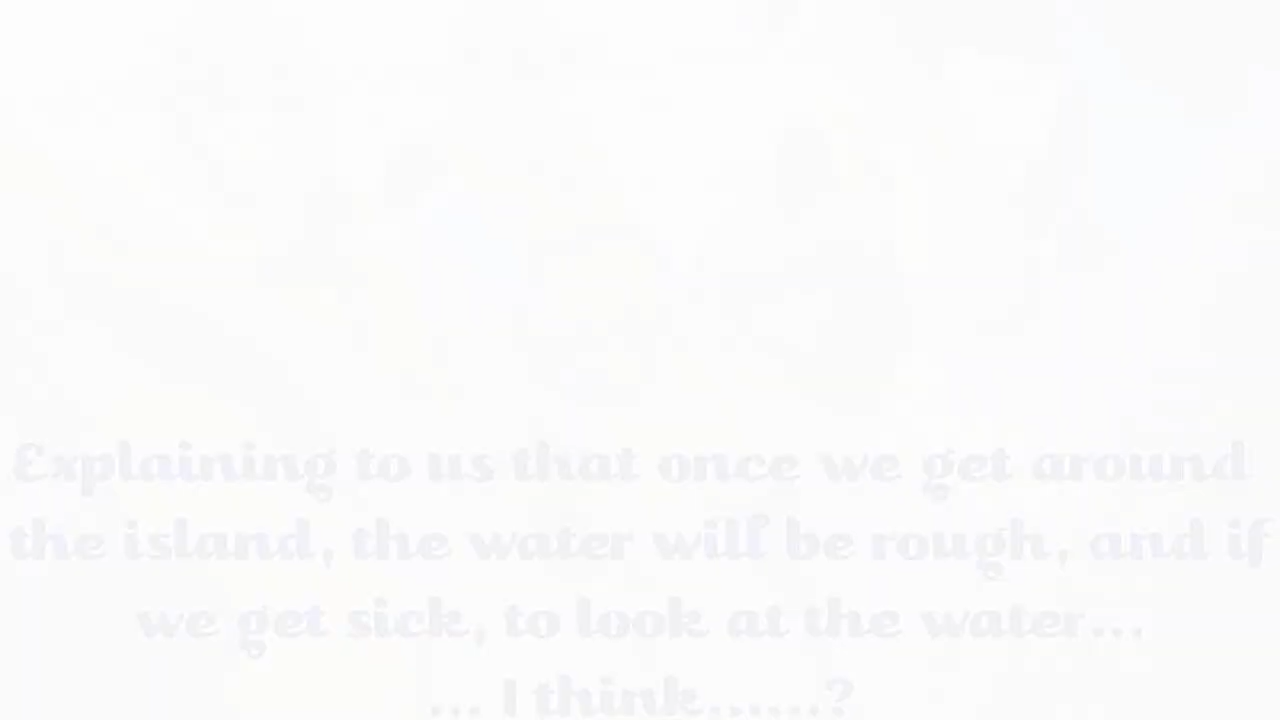 Explaining to us that once we get around
the island, the water will be rough, and if
we get sick, to look at the water...
... I think......?